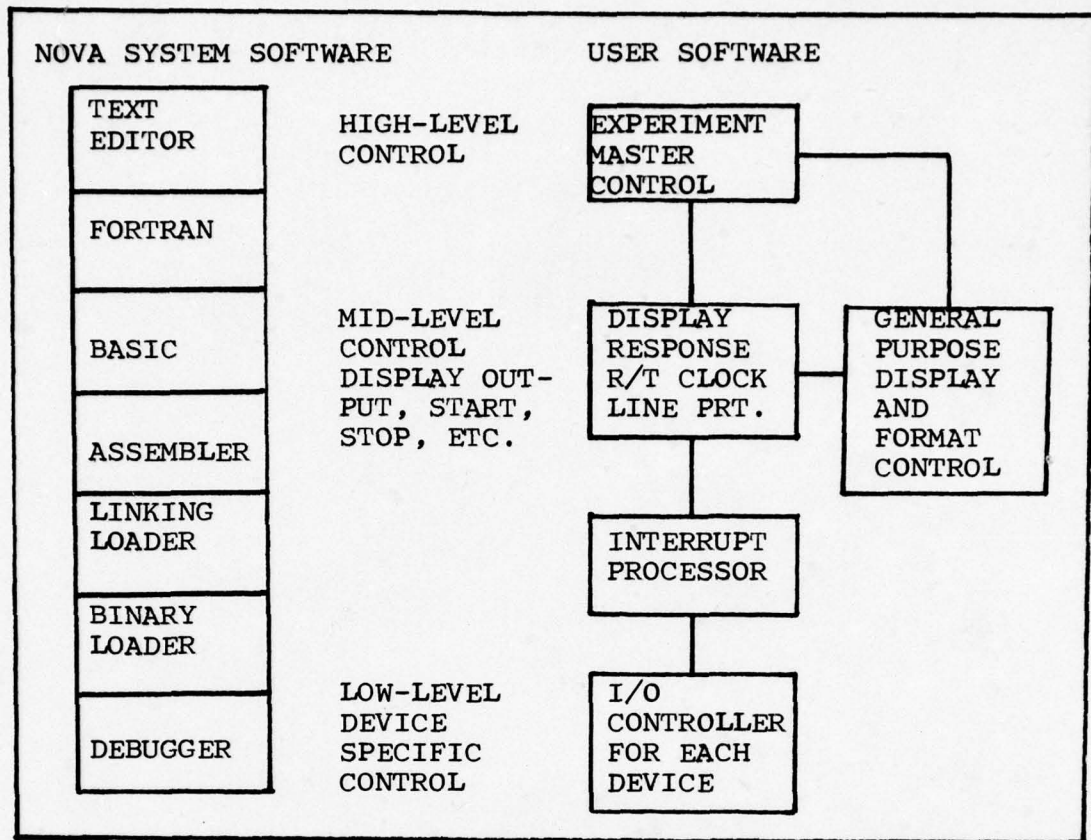 NOVA SYSTEM SOFTWARE
TEXT
EDITOR
FORTRAN
BASIC
ASSEMBLER
LINKING
LOADER
BINARY
LOADER
DEBUGGER
HIGH-LEVEL
CONTROL
MID-LEVEL
CONTROL
DISPLAY OUT-
PUT, START,
STOP, ETC.
LOW-LEVEL
DEVICE
SPECIFIC
CONTROL
USER SOFTWARE
EXPERIMENT
MASTER
CONTROL
DISPLAY
RESPONSE
R/T CLOCK
LINE PRT.
GENERAL
PURPOSE
DISPLAY
AND
FORMAT
CONTROL
INTERRUPT
PROCESSOR
I/O
CONTROLLER
FOR EACH
DEVICE